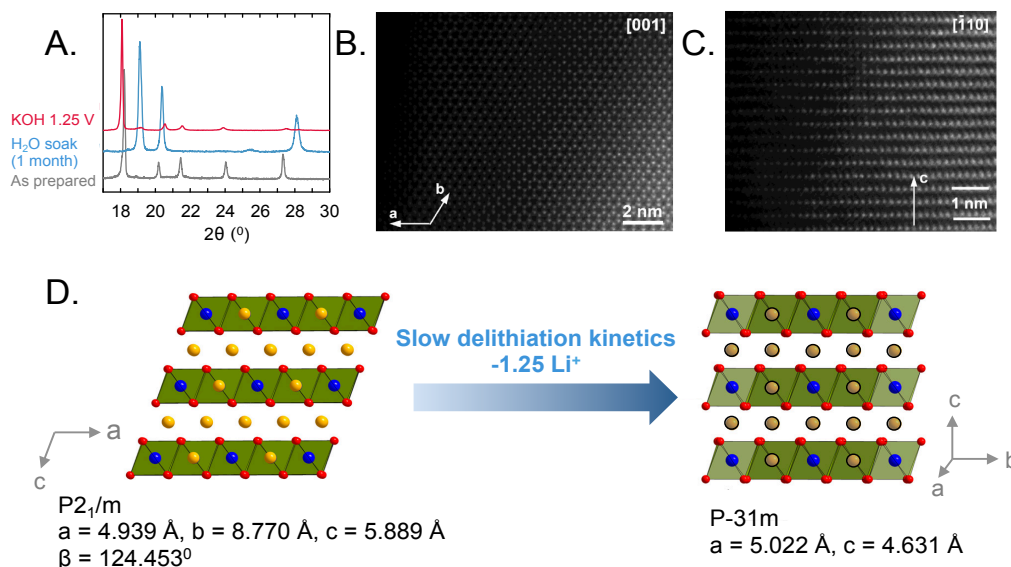 A.
KOH 1.25 V
H₂O soak
(1 month)
As prepared
18 20 22 24 26 28 30
2θ (⁰)
B.
[001]
b
a
2 nm
C.
[1̄10]
c
1 nm
D.
a
c
P2₁/m
a = 4.939 Å, b = 8.770 Å, c = 5.889 Å
β = 124.453⁰
Slow delithiation kinetics
-1.25 Li⁺
c
b
a
P-31m
a = 5.022 Å, c = 4.631 Å